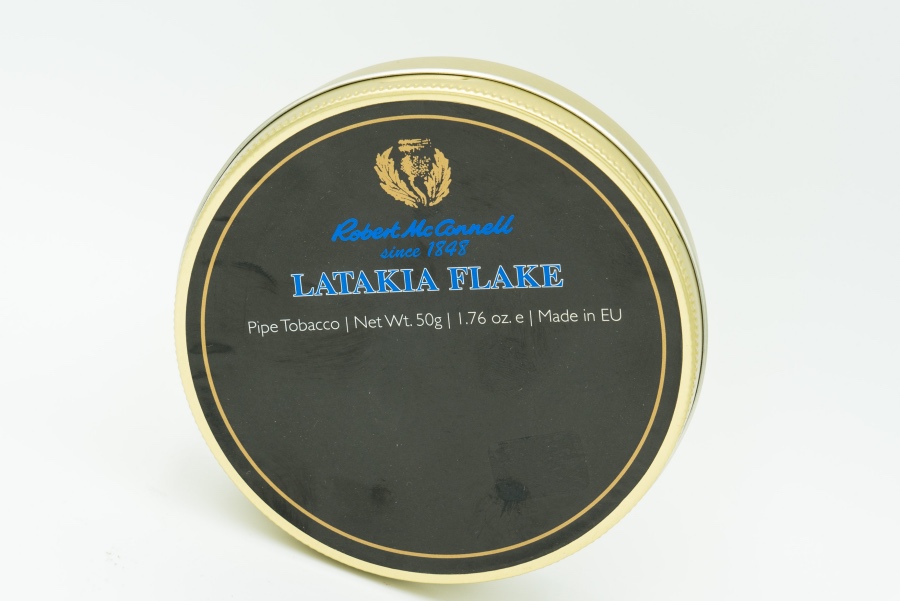 Robert McConnell
since 1848
LATAKIA FLAKE
Pipe Tobacco | Net Wt. 50g | 1.76 oz. e | Made in EU